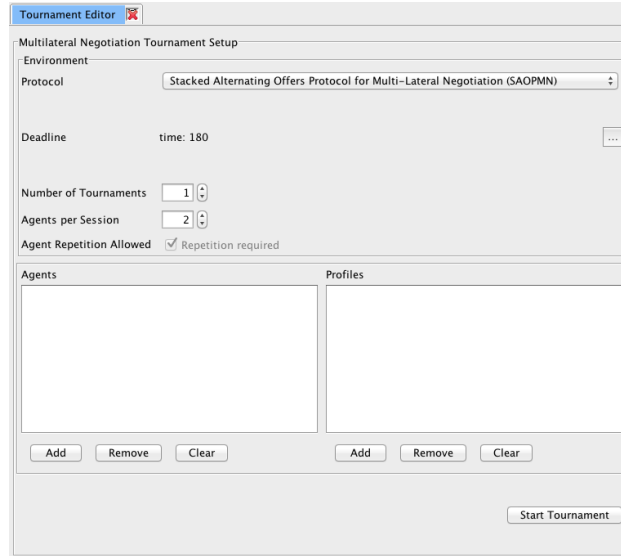 Tournament Editor
Multilateral Negotiation Tournament Setup
Environment
Protocol Stacked Alternating Offers Protocol for Multi-Lateral Negotiation (SAOPMN)
Deadline time: 180 ...
Number of Tournaments 1
Agents per Session 2
Agent Repetition Allowed Repetition required
Agents Profiles
Add Remove Clear Add Remove Clear
Start Tournament